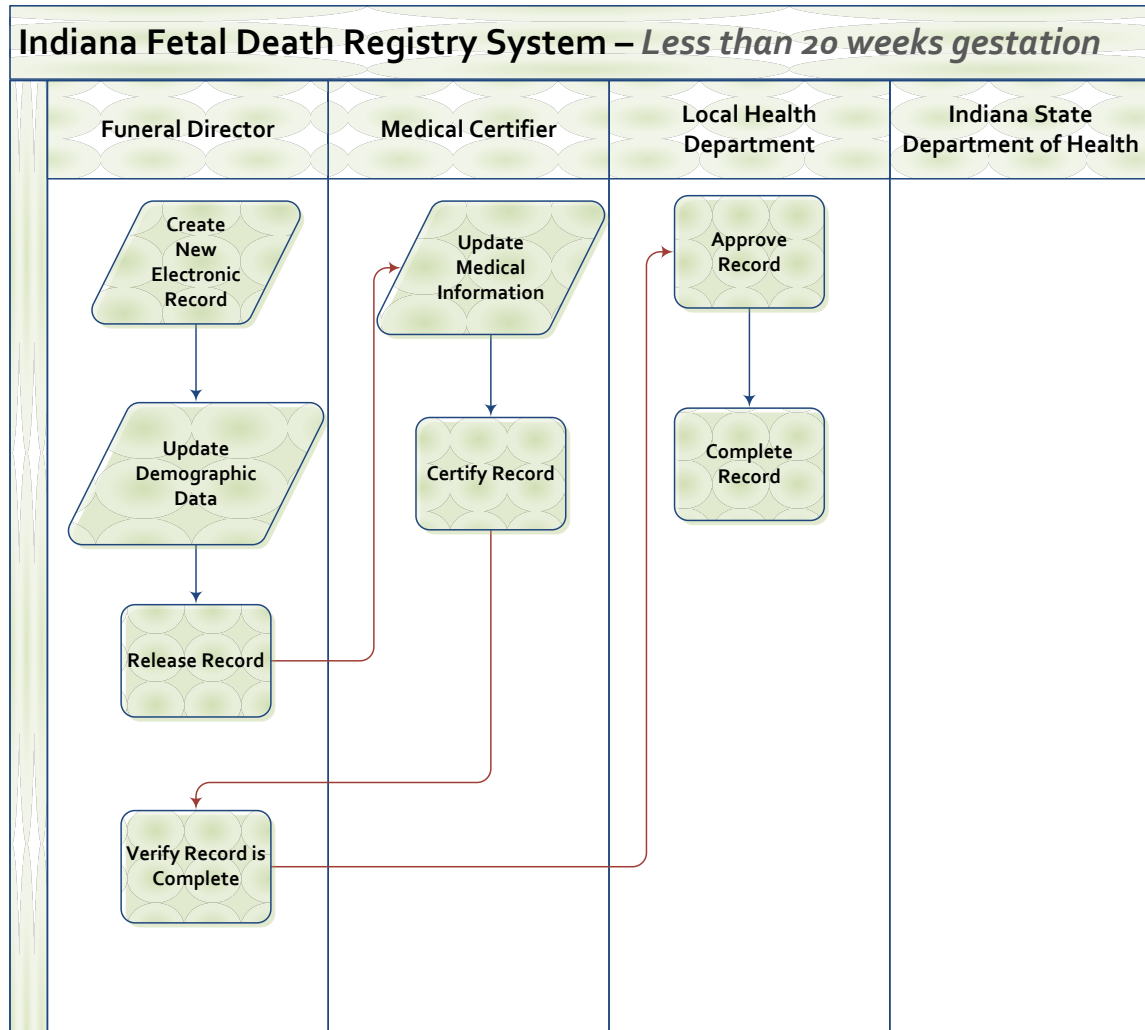 Indiana Fetal Death Registry System – Less than 20 weeks gestation
Funeral Director
Medical Certifier
Local Health
Department
Indiana State
Department of Health
Create
New
Electronic
Record
Update
Demographic
Data
Release Record
Verify Record is
Complete
Update
Medical
Information
Certify Record
Approve
Record
Complete
Record